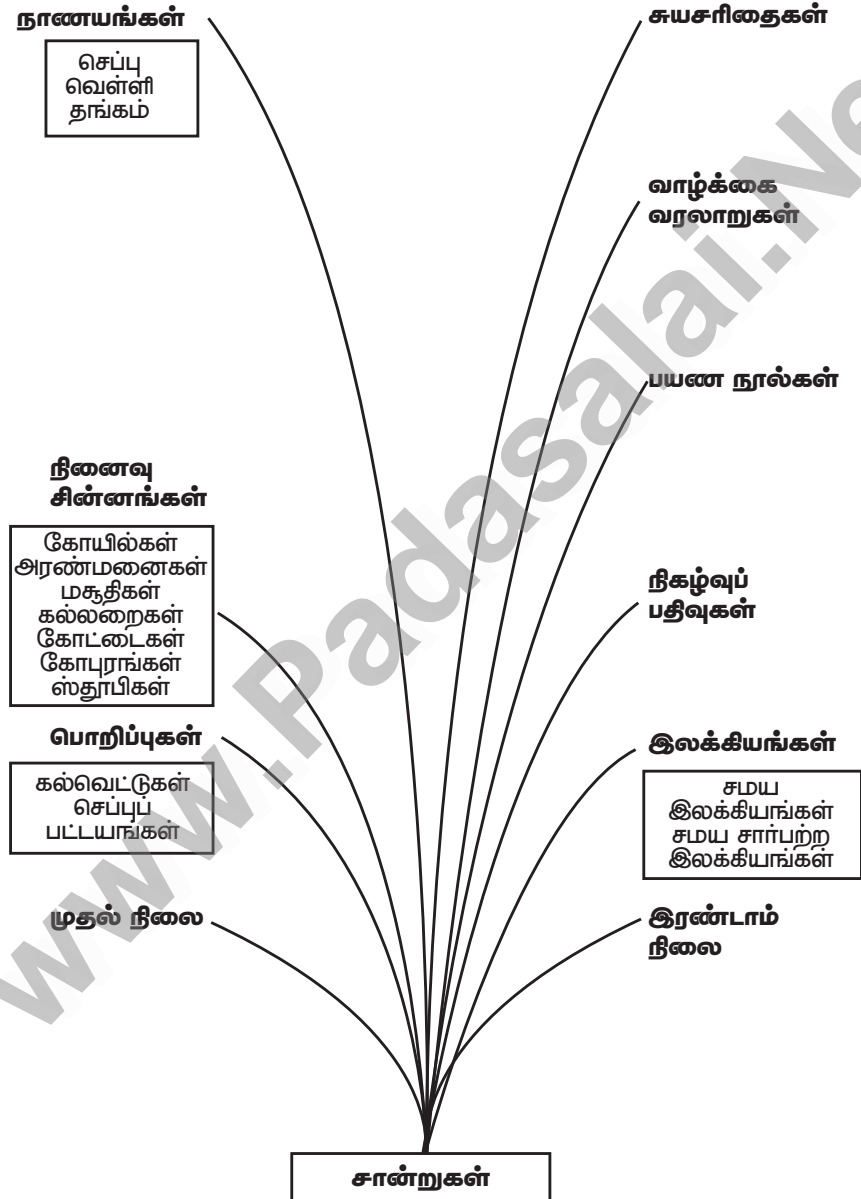 நாணயங்கள்
செப்பு
வெள்ளி
தங்கம்
நினைவு
சின்னங்கள்
கோயில்கள்
அரண்மனைகள்
மசூதிகள்
கல்லறைகள்
கோட்டைகள்
கோபுரங்கள்
ஸ்தூபிகள்
பொறிப்புகள்
கல்வெட்டுகள்
செப்புப்
பட்டயங்கள்
முதல் நிலை
சுயசரிதைகள்
வாழ்க்கை
வரலாறுகள்
பயண நூல்கள்
நிகழ்வுப்
பதிவுகள்
இலக்கியங்கள்
சமய
இலக்கியங்கள்
சமய சார்பற்ற
இலக்கியங்கள்
இரண்டாம்
நிலை
சான்றுகள்
www.Padasalai.Ne